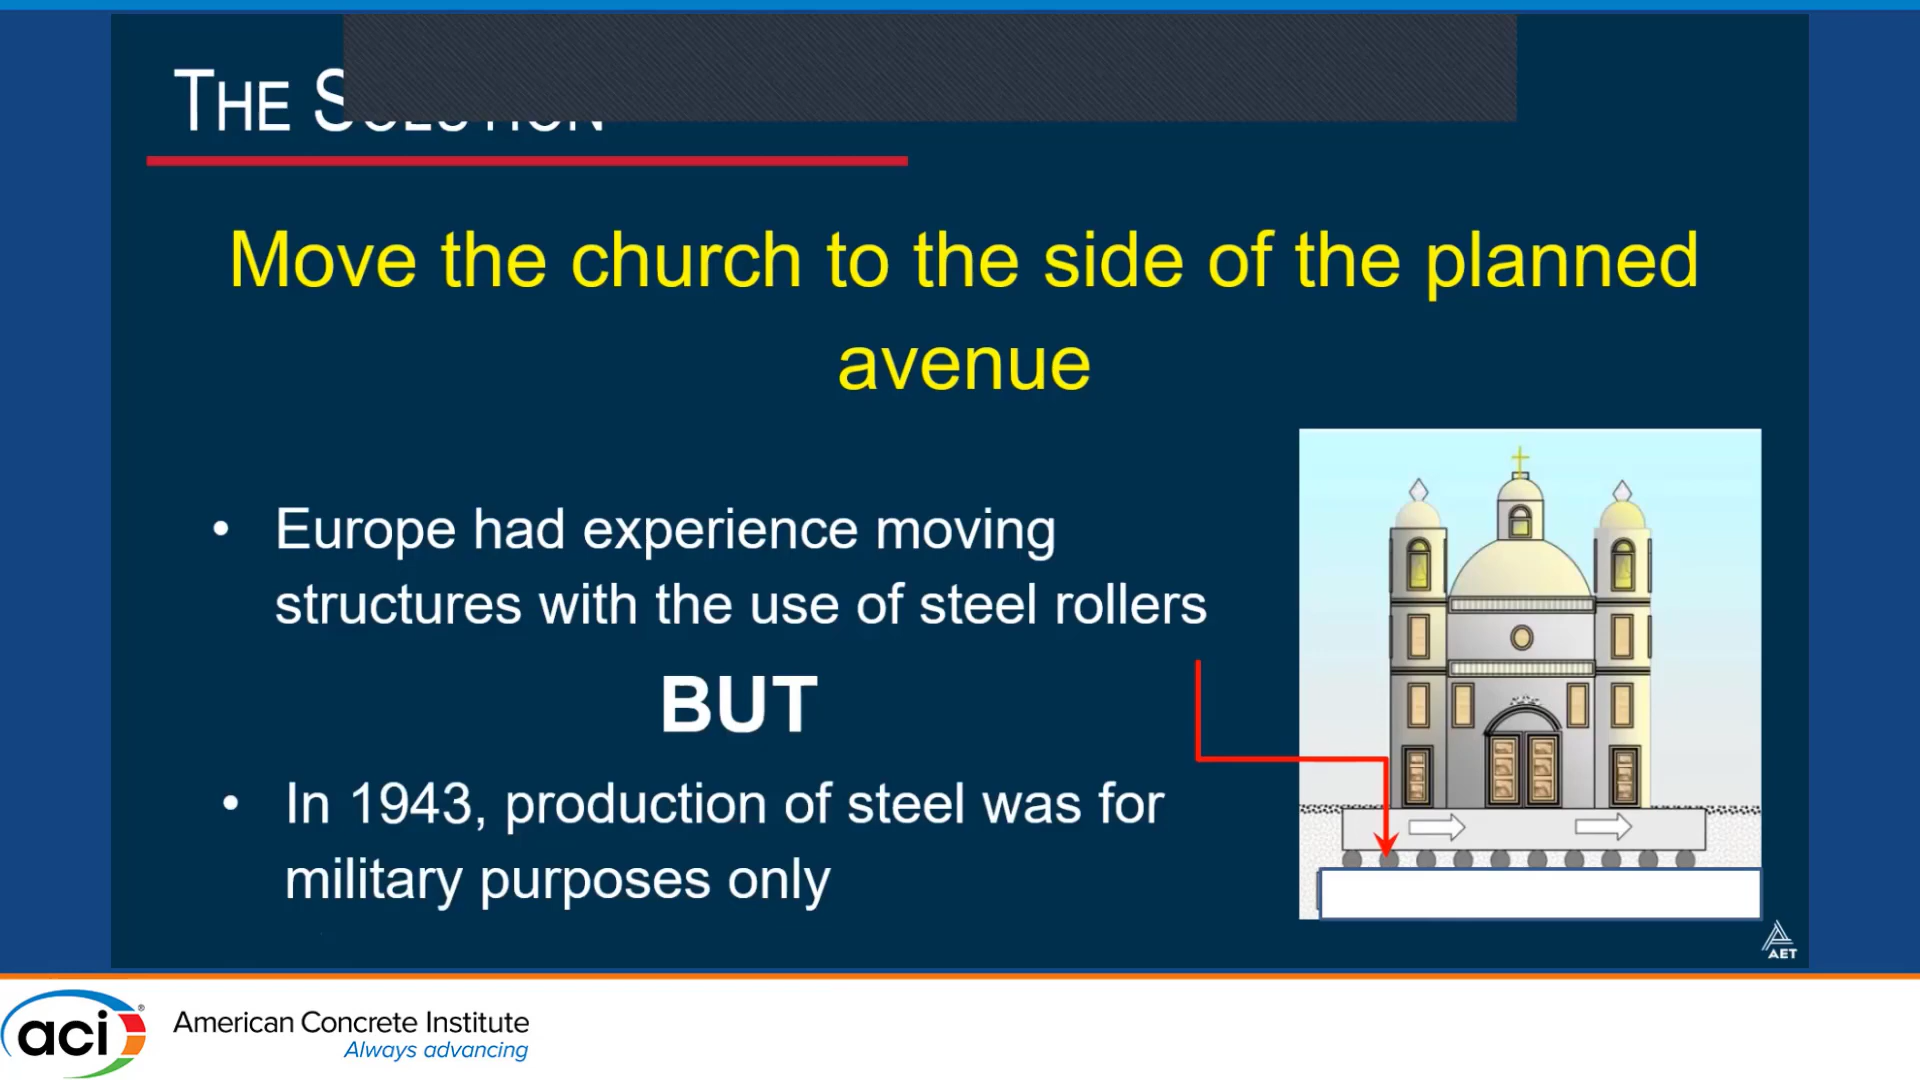 THE SOLUTION
Move the church to the side of the planned
avenue
• Europe had experience moving
structures with the use of steel rollers
BUT
• In 1943, production of steel was for
military purposes only
AET
aci®
American Concrete Institute
Always advancing